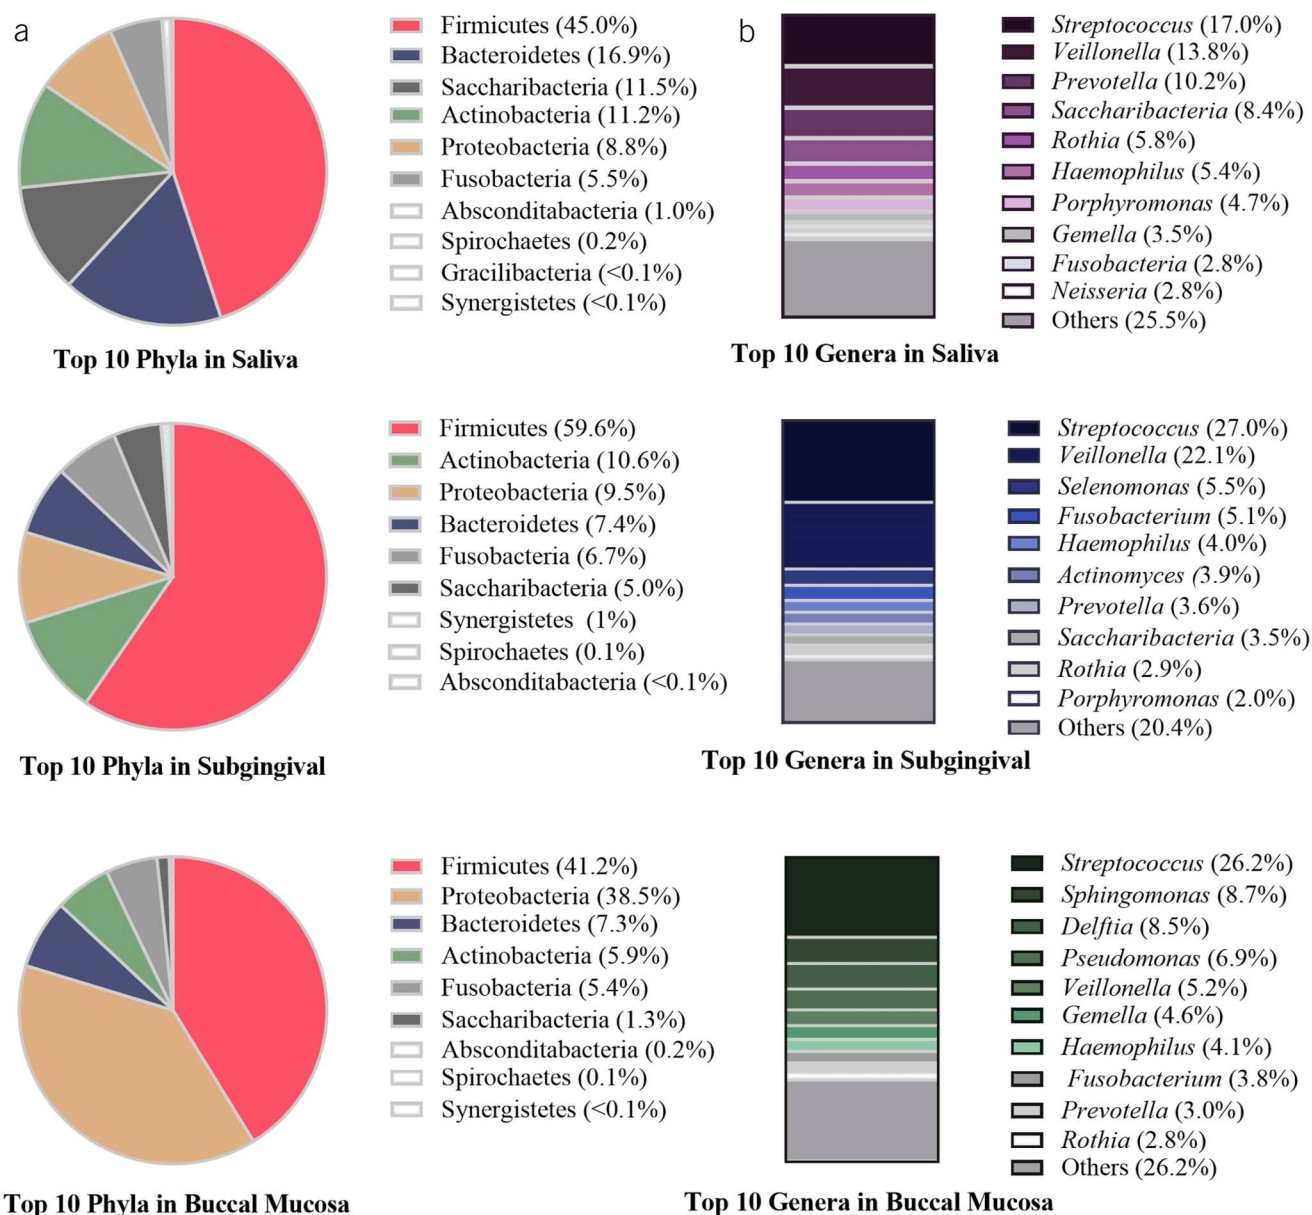 a
Firmicutes (45.0%)
Bacteroidetes (16.9%)
Saccharibacteria (11.5%)
Actinobacteria (11.2%)
Proteobacteria (8.8%)
Fusobacteria (5.5%)
Absconditabacteria (1.0%)
Spirochaetes (0.2%)
Gracilibacteria (<0.1%)
Synergistetes (<0.1%)
Top 10 Phyla in Saliva
b
Streptococcus (17.0%)
Veillonella (13.8%)
Prevotella (10.2%)
Saccharibacteria (8.4%)
Rothia (5.8%)
Haemophilus (5.4%)
Porphyromonas (4.7%)
Gemella (3.5%)
Fusobacteria (2.8%)
Neisseria (2.8%)
Others (25.5%)
Top 10 Genera in Saliva
Firmicutes (59.6%)
Actinobacteria (10.6%)
Proteobacteria (9.5%)
Bacteroidetes (7.4%)
Fusobacteria (6.7%)
Saccharibacteria (5.0%)
Synergistetes (1%)
Spirochaetes (0.1%)
Absconditabacteria (<0.1%)
Top 10 Phyla in Subgingival
Streptococcus (27.0%)
Veillonella (22.1%)
Selenomonas (5.5%)
Fusobacterium (5.1%)
Haemophilus (4.0%)
Actinomyces (3.9%)
Prevotella (3.6%)
Saccharibacteria (3.5%)
Rothia (2.9%)
Porphyromonas (2.0%)
Others (20.4%)
Top 10 Genera in Subgingival
Firmicutes (41.2%)
Proteobacteria (38.5%)
Bacteroidetes (7.3%)
Actinobacteria (5.9%)
Fusobacteria (5.4%)
Saccharibacteria (1.3%)
Absconditabacteria (0.2%)
Spirochaetes (0.1%)
Synergistetes (<0.1%)
Top 10 Phyla in Buccal Mucosa
Streptococcus (26.2%)
Sphingomonas (8.7%)
Delftia (8.5%)
Pseudomonas (6.9%)
Veillonella (5.2%)
Gemella (4.6%)
Haemophilus (4.1%)
Fusobacterium (3.8%)
Prevotella (3.0%)
Rothia (2.8%)
Others (26.2%)
Top 10 Genera in Buccal Mucosa